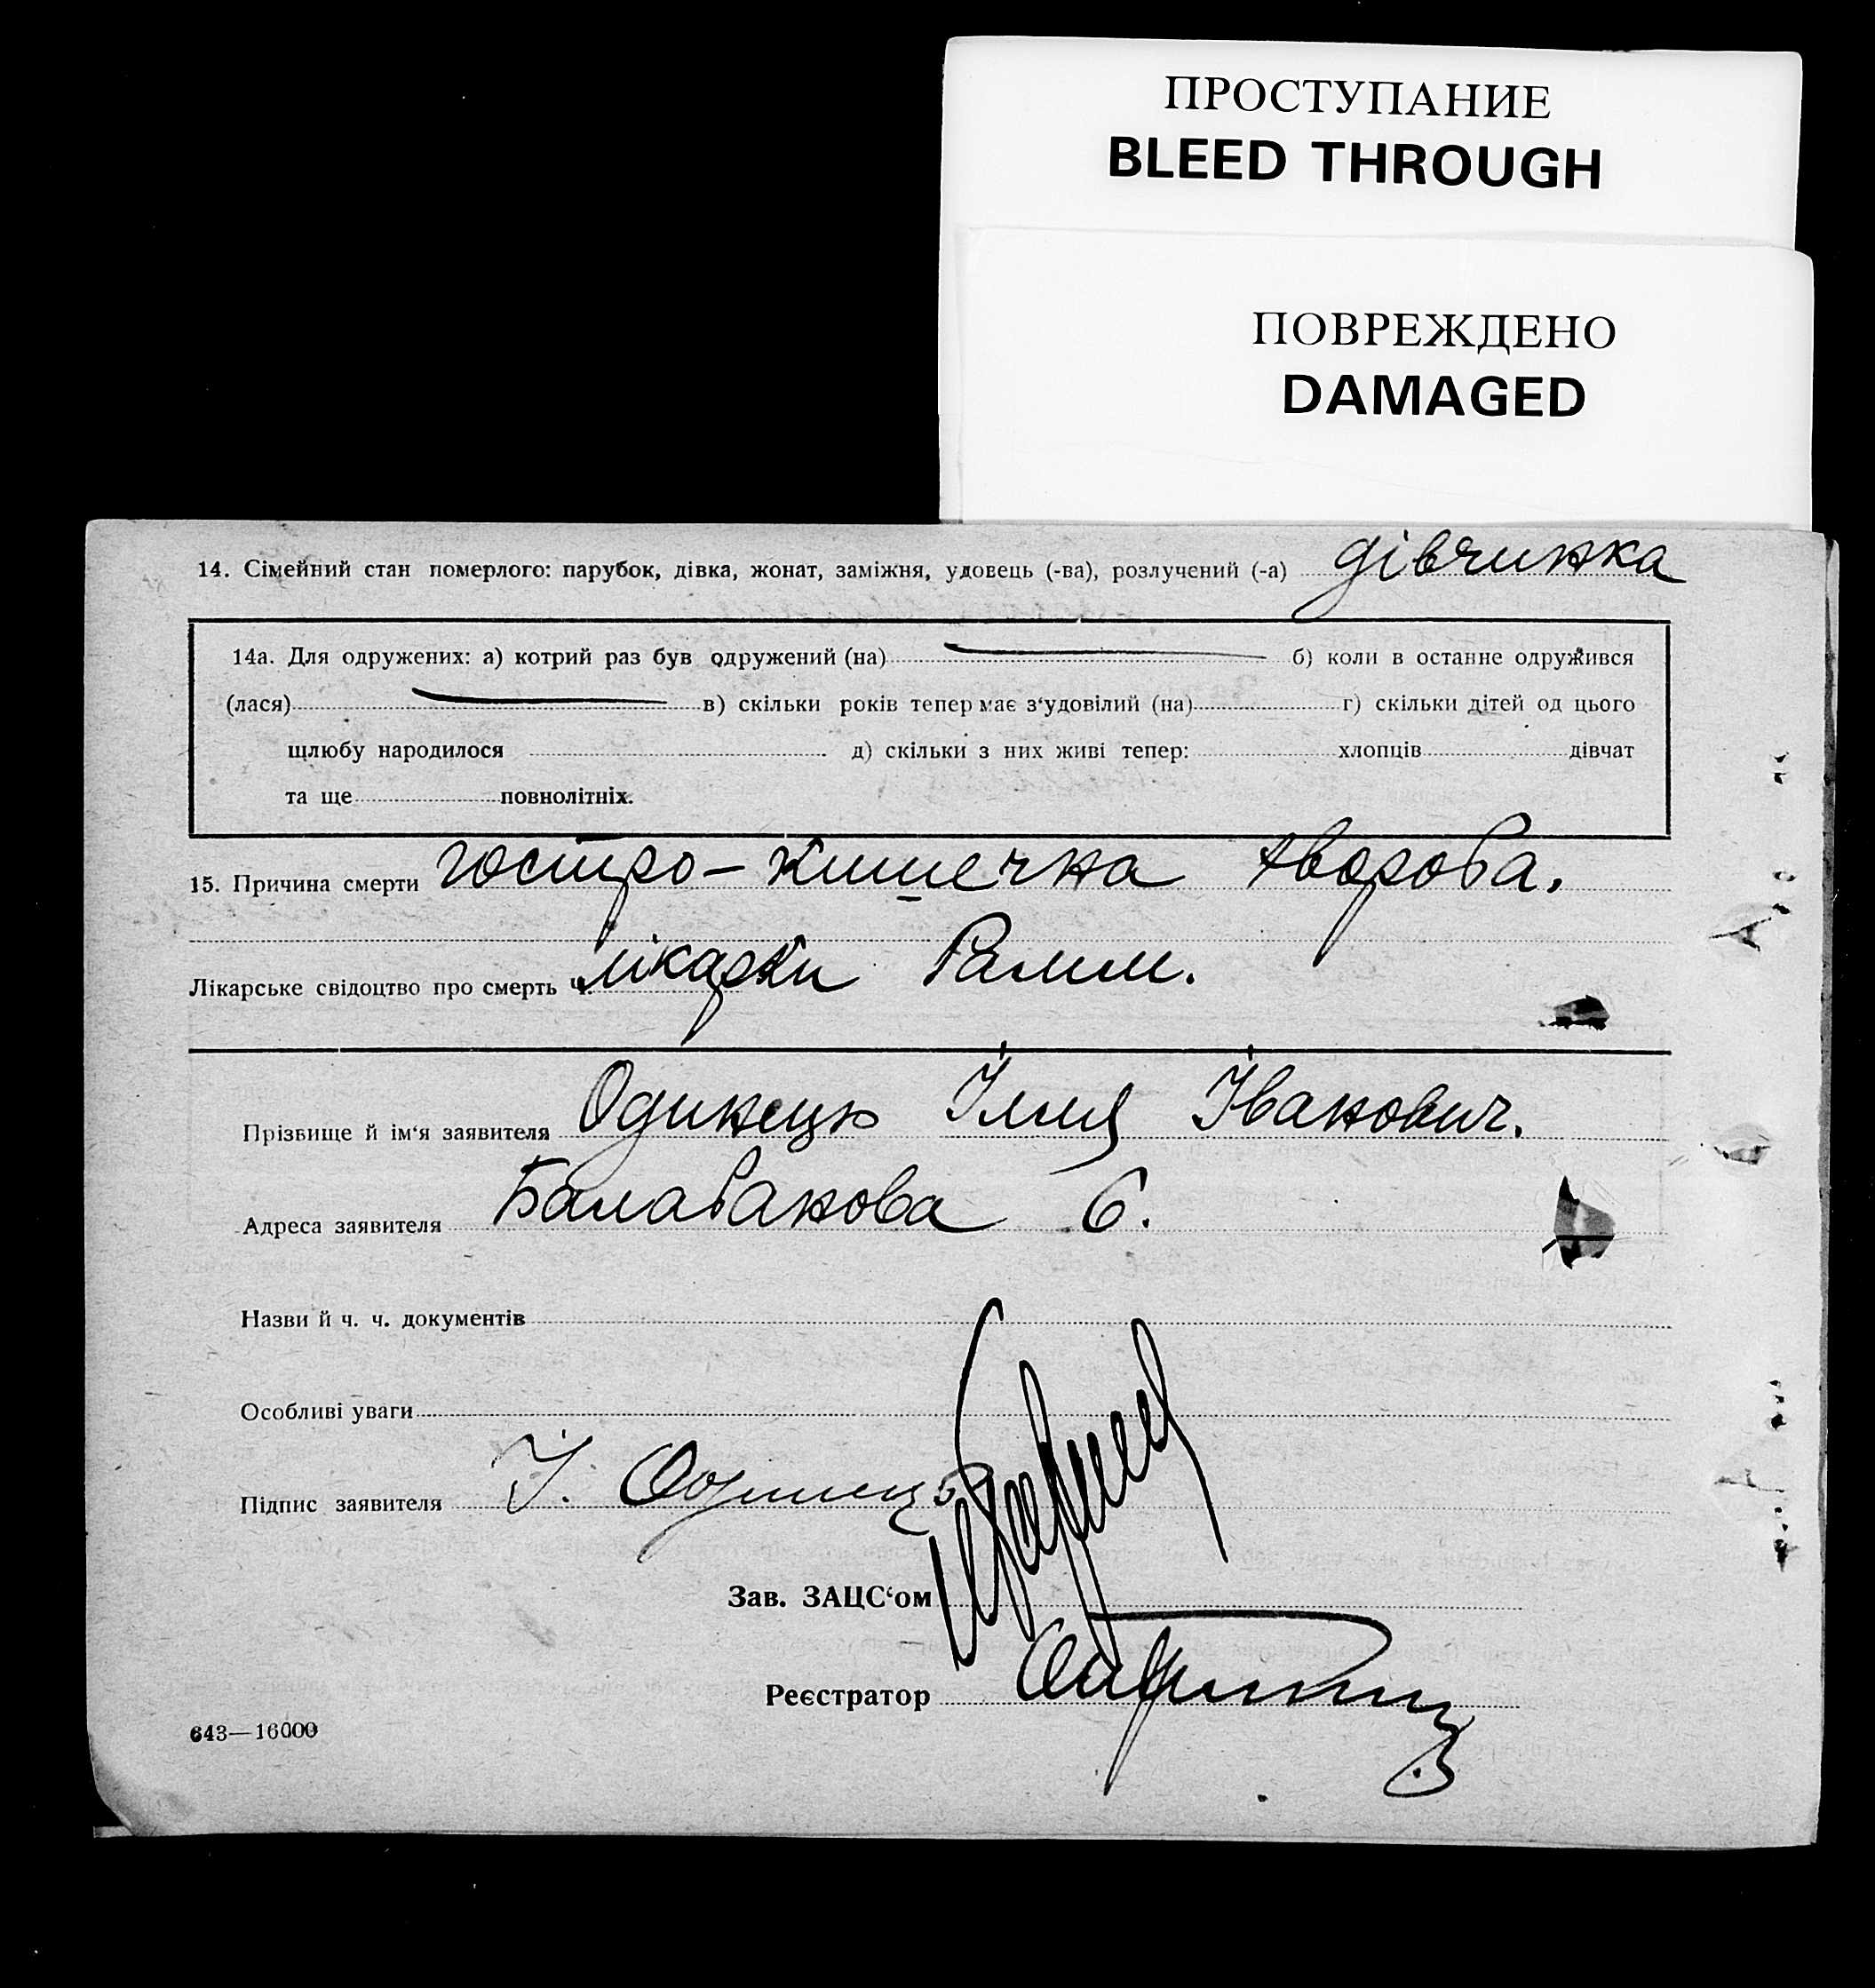 ПРОСТУПАНИЕ
BLEED THROUGH
ПОВРЕЖДЕНО
DAMAGED
14. Сімейний стан померлого: парубок, дівка, жонат, заміжня, удовець (-ва), розлучений (-а) дівчинка
14а. Для одружених: а) котрий раз був одружений (на) б) коли в останне одружився
(лася) в) скільки років тепер має з‘удовілий (на) г) скільки дітей од цього
шлюбу народилося д) скільки з них живі тепер: хлопців дівчат
та ще повнолітніх.
15. Причина смерти гостро-кишечна хвороба.
Лікарське свідоцтво про смерть ч. лікарки Рамм.
Прізвище й ім‘я заявителя Одинець Ілля Іванович.
Адреса заявителя Балабанова 6.
Назви й ч. ч. документів
Особливі уваги
Підпис заявителя І. Одинець
Зав. ЗАЦС‘ом
Реєстратор
643—16000